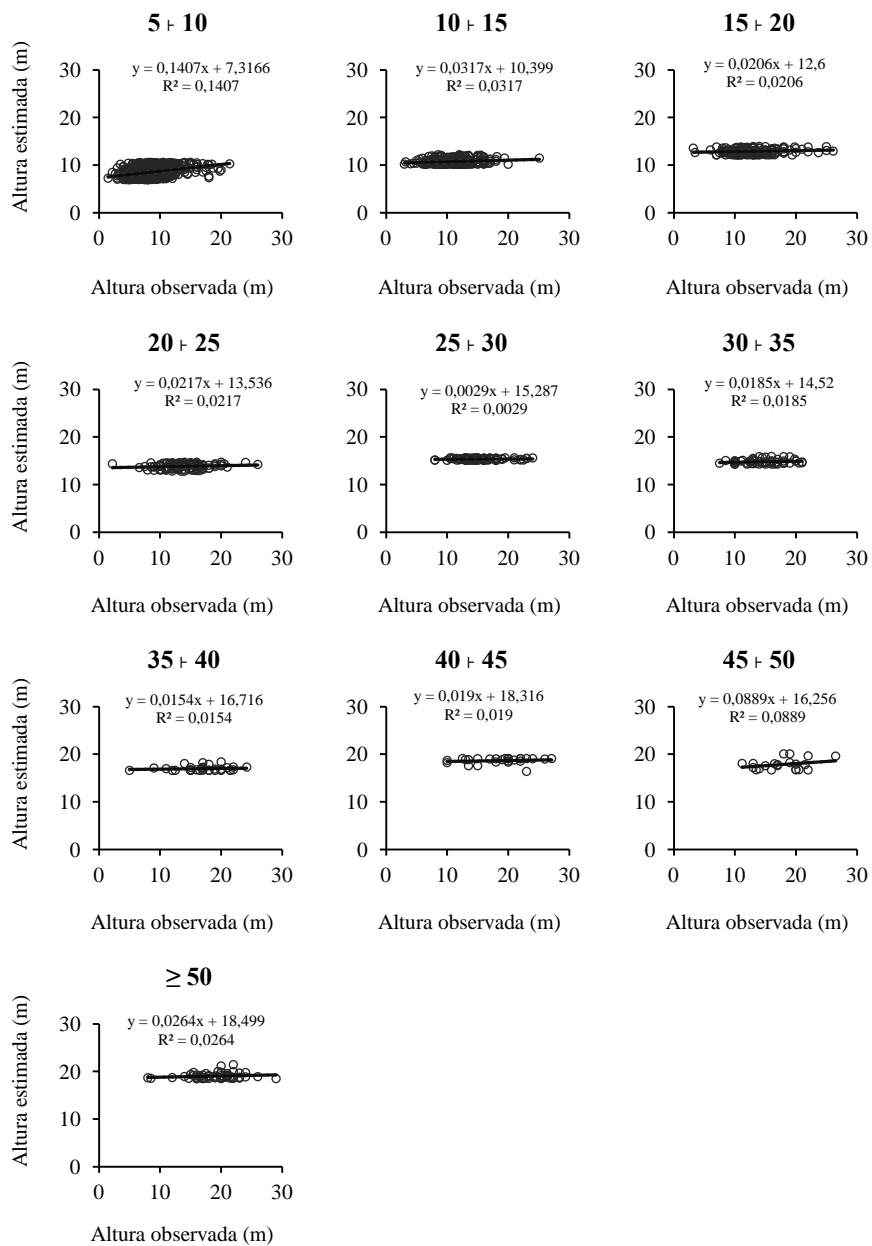 5 ⊦ 10
y = 0,1407x + 7,3166
R² = 0,1407
Altura estimada (m)
30
20
10
0
0 10 20 30
Altura observada (m)
10 ⊦ 15
y = 0,0317x + 10,399
R² = 0,0317
30
20
10
0
0 10 20 30
Altura observada (m)
15 ⊦ 20
y = 0,0206x + 12,6
R² = 0,0206
30
20
10
0
0 10 20 30
Altura observada (m)
20 ⊦ 25
y = 0,0217x + 13,536
R² = 0,0217
Altura estimada (m)
30
20
10
0
0 10 20 30
Altura observada (m)
25 ⊦ 30
y = 0,0029x + 15,287
R² = 0,0029
30
20
10
0
0 10 20 30
Altura observada (m)
30 ⊦ 35
y = 0,0185x + 14,52
R² = 0,0185
30
20
10
0
0 10 20 30
Altura observada (m)
35 ⊦ 40
y = 0,0154x + 16,716
R² = 0,0154
Altura estimada (m)
30
20
10
0
0 10 20 30
Altura observada (m)
40 ⊦ 45
y = 0,019x + 18,316
R² = 0,019
30
20
10
0
0 10 20 30
Altura observada (m)
45 ⊦ 50
y = 0,0889x + 16,256
R² = 0,0889
30
20
10
0
0 10 20 30
Altura observada (m)
≥ 50
y = 0,0264x + 18,499
R² = 0,0264
Altura estimada (m)
30
20
10
0
0 10 20 30
Altura observada (m)